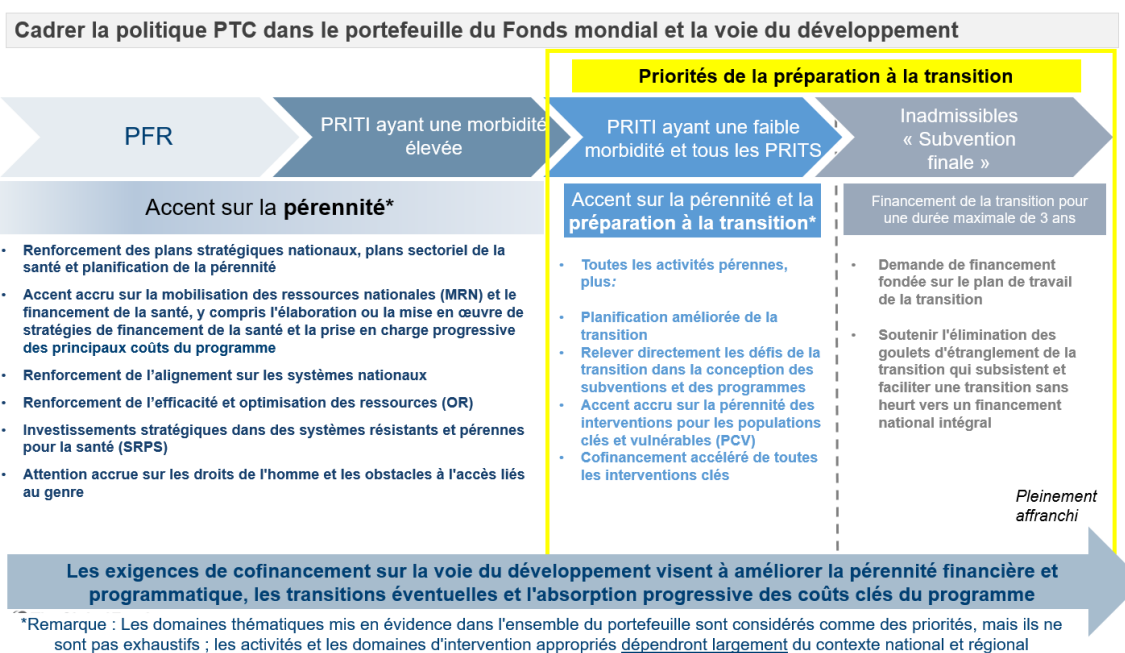 Cadrer la politique PTC dans le portefeuille du Fonds mondial et la voie du développement
Priorités de la préparation à la transition
PFR
PRITI ayant une morbidité
élevée
PRITI ayant une faible
morbidité et tous les PRITS
Inadmissibles
« Subvention
finale »
Accent sur la pérennité*
• Renforcement des plans stratégiques nationaux, plans sectoriel de la
santé et planification de la pérennité
• Accent accru sur la mobilisation des ressources nationales (MRN) et le
financement de la santé, y compris l'élaboration ou la mise en œuvre de
stratégies de financement de la santé et la prise en charge progressive
des principaux coûts du programme
• Renforcement de l’alignement sur les systèmes nationaux
• Renforcement de l’efficacité et optimisation des ressources (OR)
• Investissements stratégiques dans des systèmes résistants et pérennes
pour la santé (SRPS)
• Attention accrue sur les droits de l'homme et les obstacles à l'accès liés
au genre
Accent sur la pérennité et la
préparation à la transition*
• Toutes les activités pérennes,
plus:
• Planification améliorée de la
transition
• Relever directement les défis de la
transition dans la conception des
subventions et des programmes
• Accent accru sur la pérennité des
interventions pour les populations
clés et vulnérables (PCV)
• Cofinancement accéléré de toutes
les interventions clés
Financement de la transition pour
une durée maximale de 3 ans
• Demande de financement
fondée sur le plan de travail
de la transition
• Soutenir l'élimination des
goulets d'étranglement de la
transition qui subsistent et
faciliter une transition sans
heurt vers un financement
national intégral
Pleinement
affranchi
Les exigences de cofinancement sur la voie du développement visent à améliorer la pérennité financière et
programmatique, les transitions éventuelles et l'absorption progressive des coûts clés du programme
*Remarque : Les domaines thématiques mis en évidence dans l'ensemble du portefeuille sont considérés comme des priorités, mais ils ne
sont pas exhaustifs ; les activités et les domaines d'intervention appropriés dépendront largement du contexte national et régional